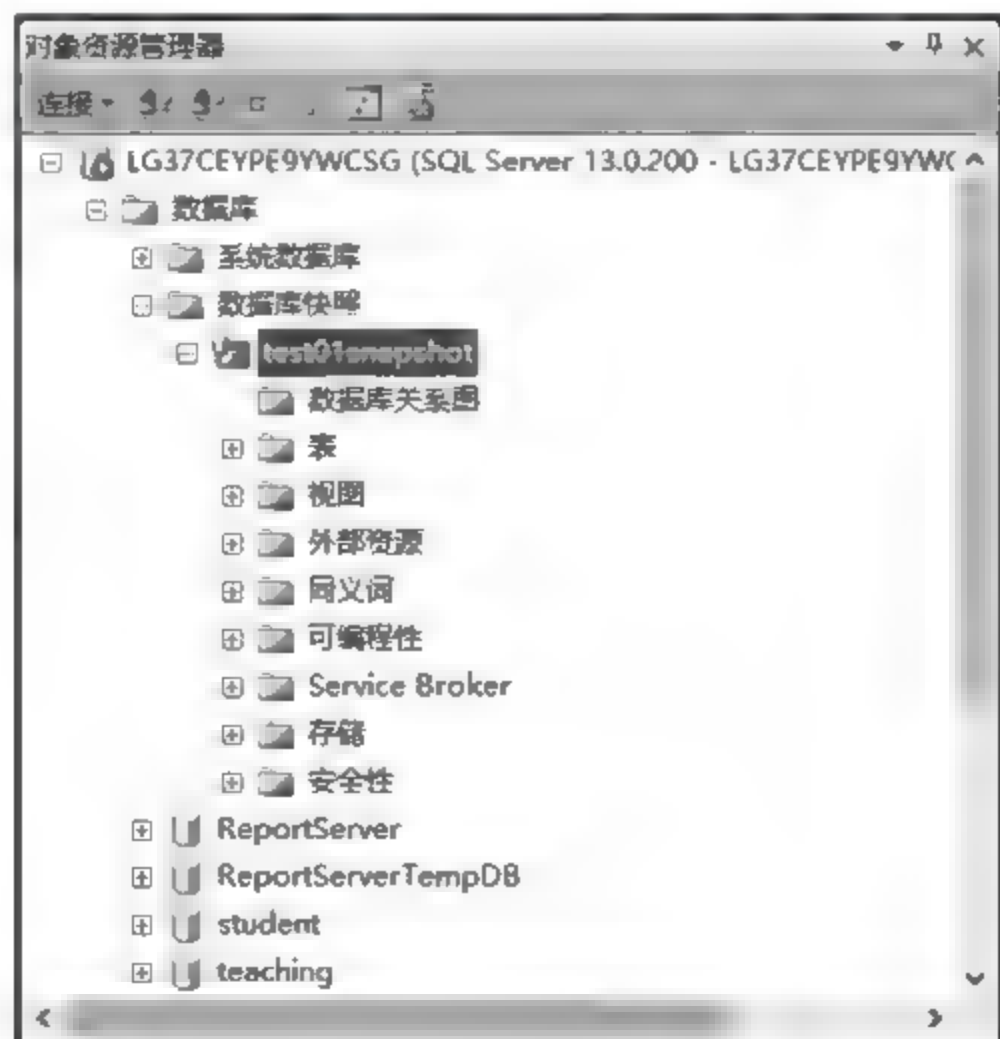 对象资源管理器
连接
LG37CEYPE9YWCSG (SQL Server 13.0.200 - LG37CEYPE9YW(
数据库
系统数据库
数据库快照
test01snapshot
数据库关系图
表
视图
外部资源
同义词
可编程性
Service Broker
存储
安全性
ReportServer
ReportServerTempDB
student
teaching